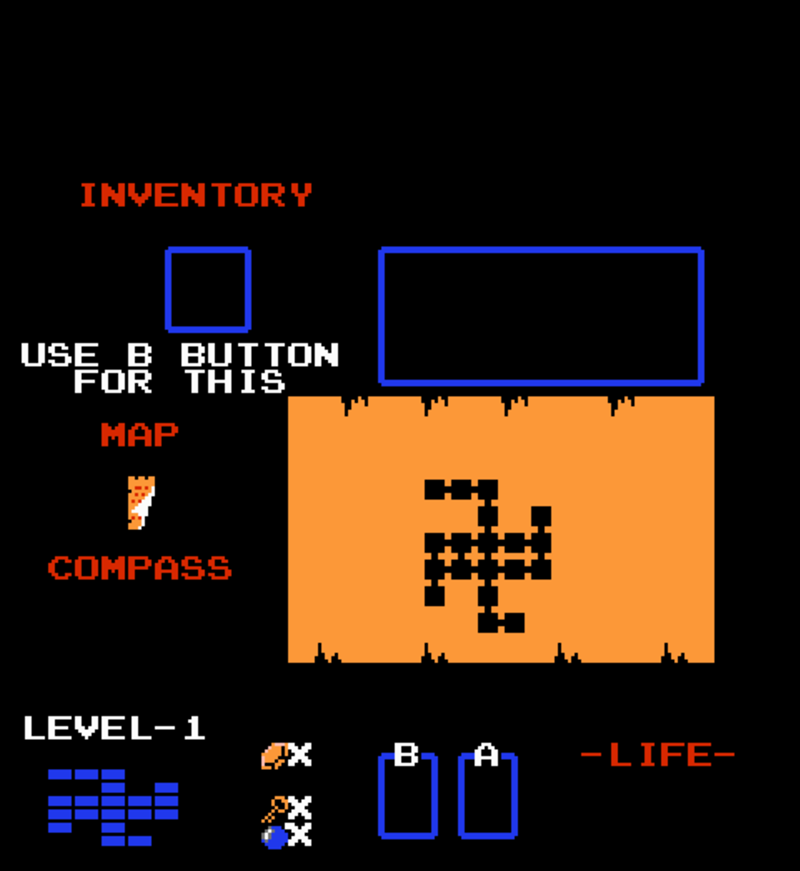 INVENTORY
USE B BUTTON
FOR THIS
MAP
COMPASS
LEVEL-1
X
X
X
B
A
-LIFE-